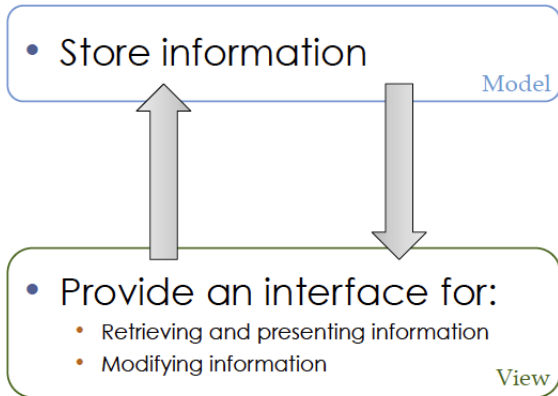 • Store information
Model
• Provide an interface for:
• Retrieving and presenting information
• Modifying information
View